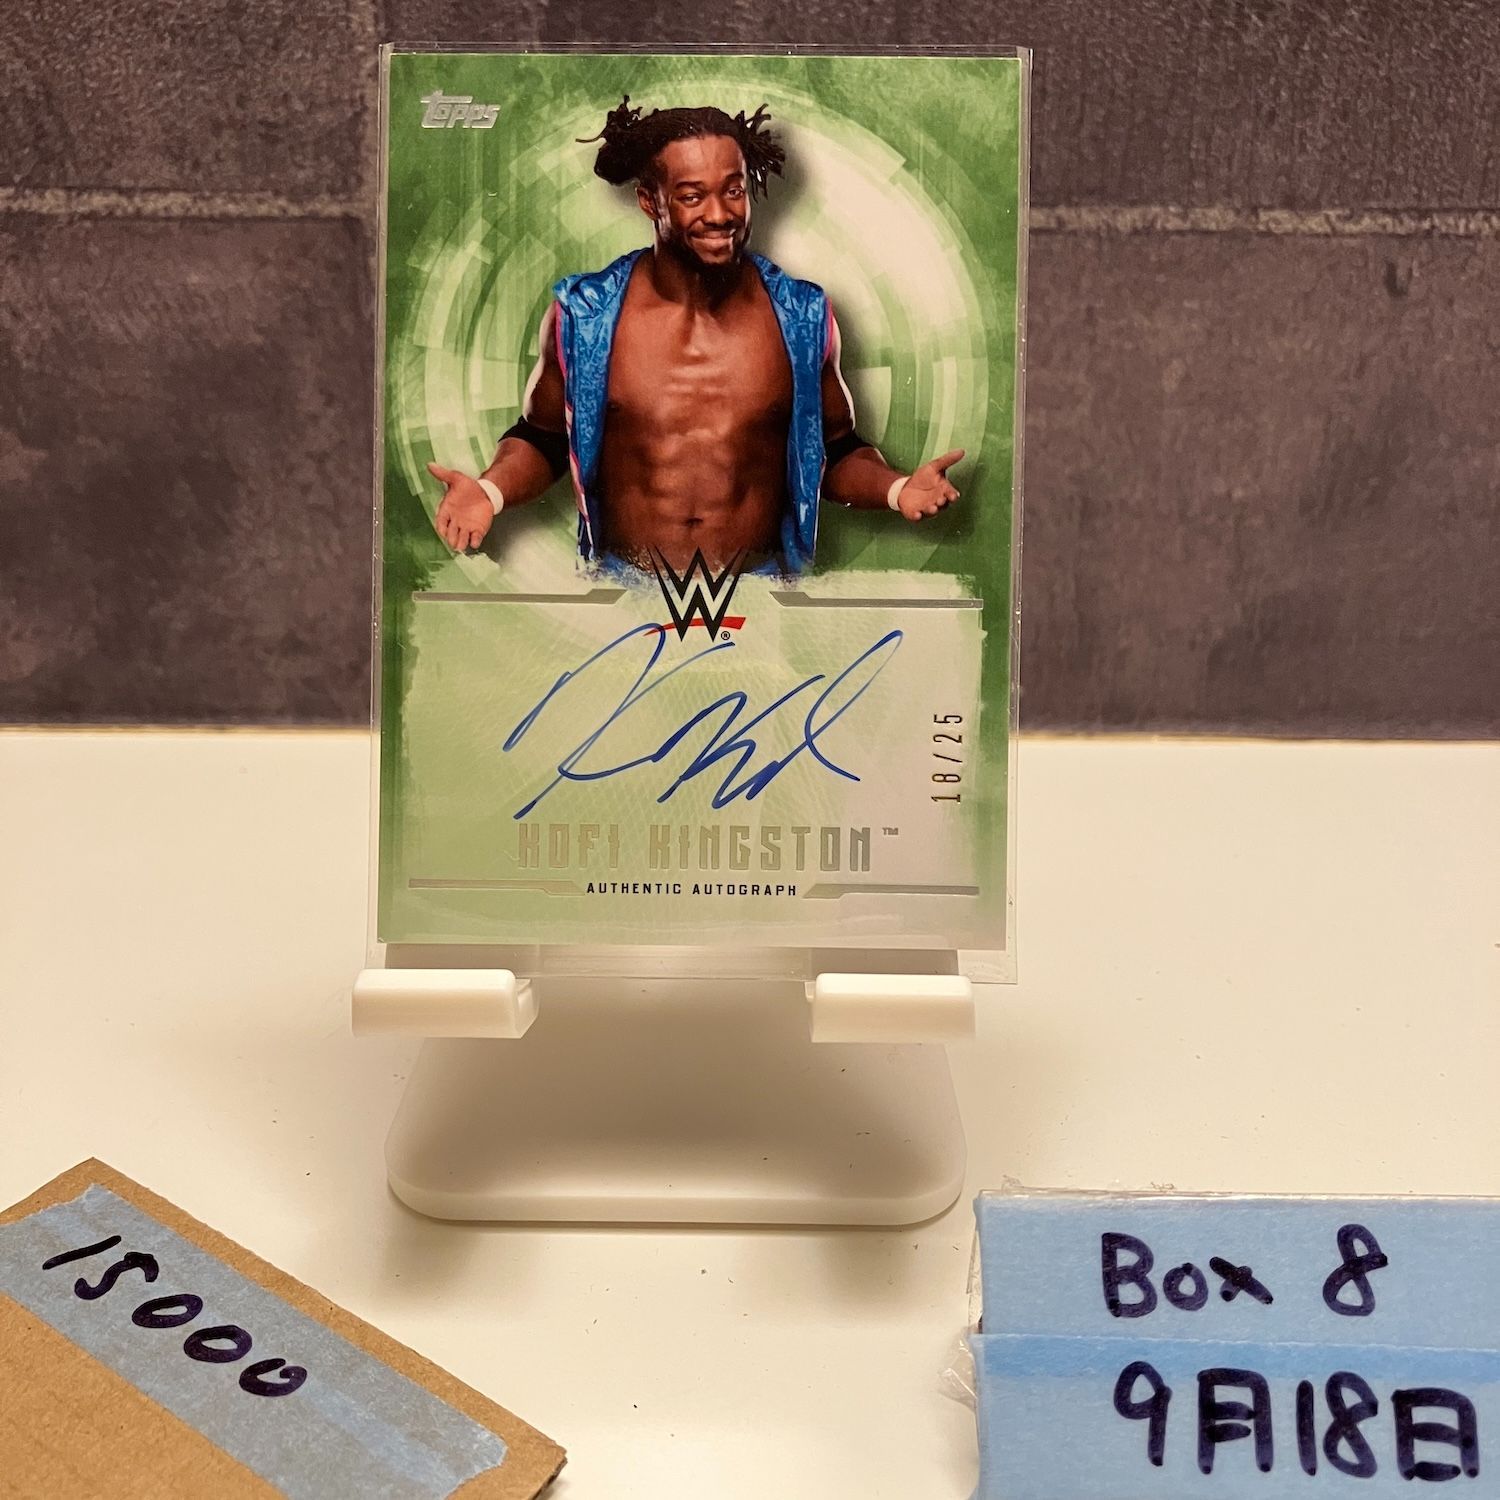 Topps
W
18/25
KOFI KINGSTON™
AUTHENTIC AUTOGRAPH
15000
Box 8
9月18日